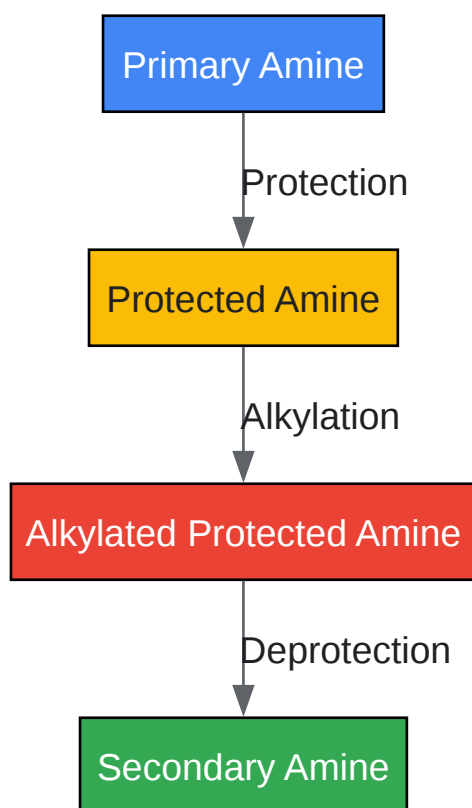 Primary Amine
Protection
Protected Amine
Alkylation
Alkylated Protected Amine
Deprotection
Secondary Amine